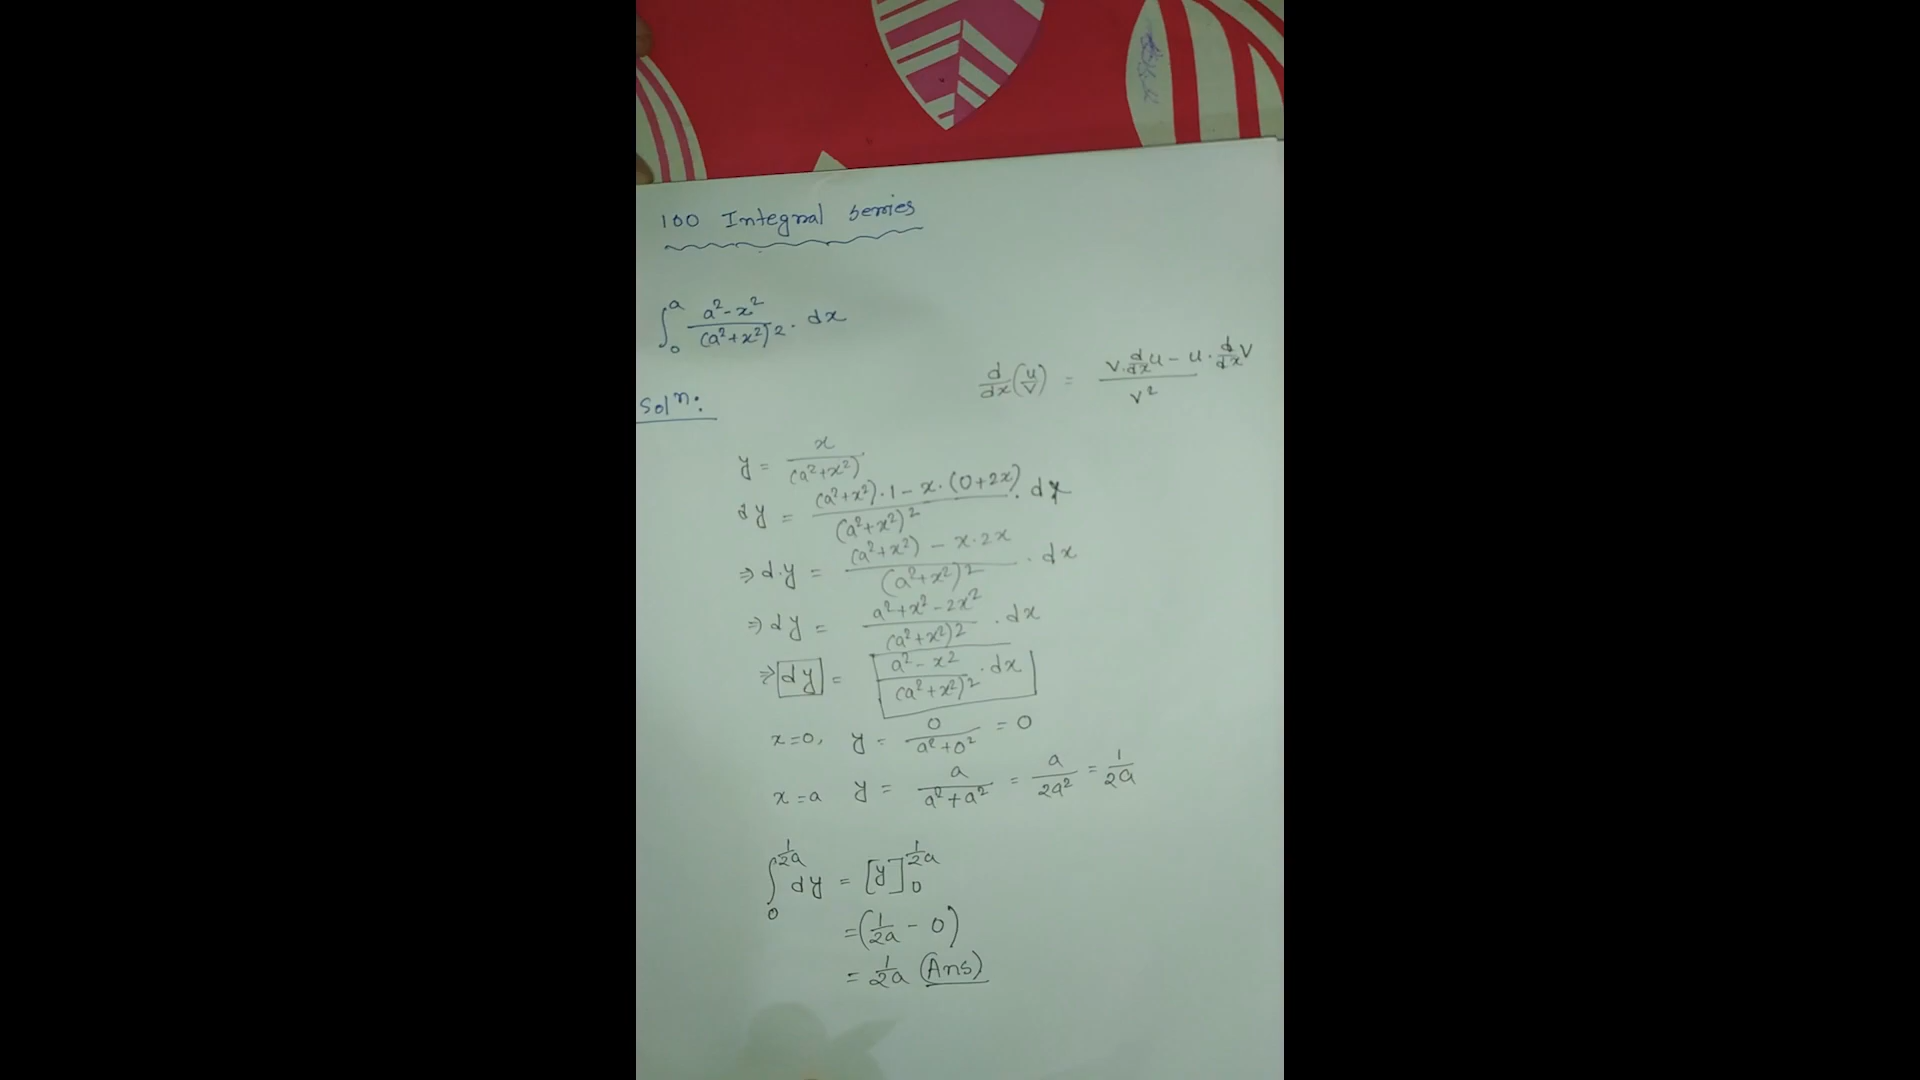 100 Integral Series
∫₀ᵃ (a²-x²)/(a²+x²)² . dx
d/dx (u/v) = (v. d/dx u - u . d/dx v)/v²
Solⁿ:
y = x/(a²+x²)
dy = ((a²+x²).1 - x.(0+2x))/(a²+x²)² . dx
⇒ d.y = ((a²+x²) - x.2x)/(a²+x²)² . dx
⇒ dy = (a²+x²-2x²)/(a²+x²)² . dx
⇒ dy = (a²-x²)/(a²+x²)² . dx
x=0, y = 0/(a²+0²) = 0
x=a y = a/(a²+a²) = a/2a² = 1/2a
∫₀^(1/2a) dy = [y]₀^(1/2a)
= (1/2a - 0)
= 1/2a (Ans)